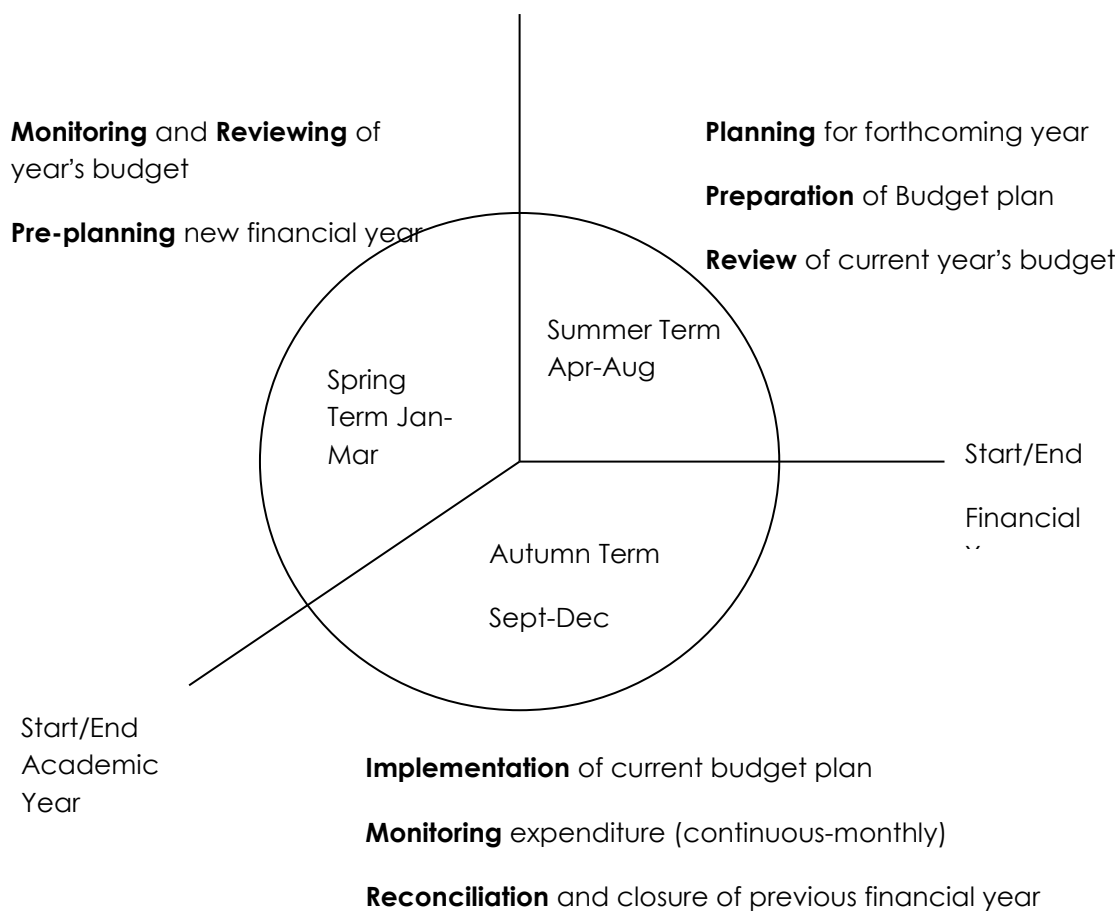 Monitoring and Reviewing of
year's budget
Pre-planning new financial year
Planning for forthcoming year
Preparation of Budget plan
Review of current year's budget
Summer Term
Apr-Aug
Spring
Term Jan-
Mar
Start/End
Financial
Autumn Term
Sept-Dec
Start/End
Academic
Year
Implementation of current budget plan
Monitoring expenditure (continuous-monthly)
Reconciliation and closure of previous financial year